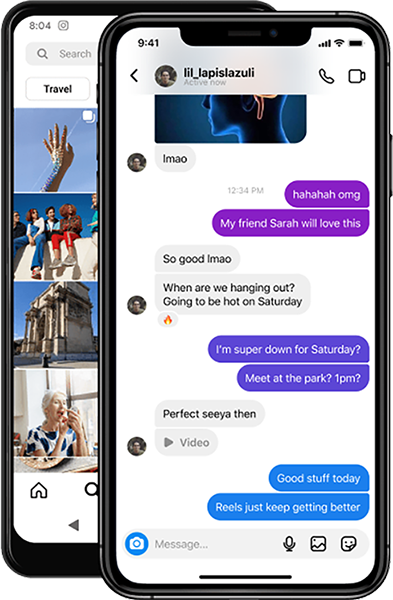 8:04
Search
Travel
9:41
lil_lapislazuli
Active now
lmao
12:34 PM
hahahah omg
My friend Sarah will love this
So good lmao
When are we hanging out?
Going to be hot on Saturday
I'm super down for Saturday?
Meet at the park? 1pm?
Perfect seeya then
Video
Good stuff today
Reels just keep getting better
Message...